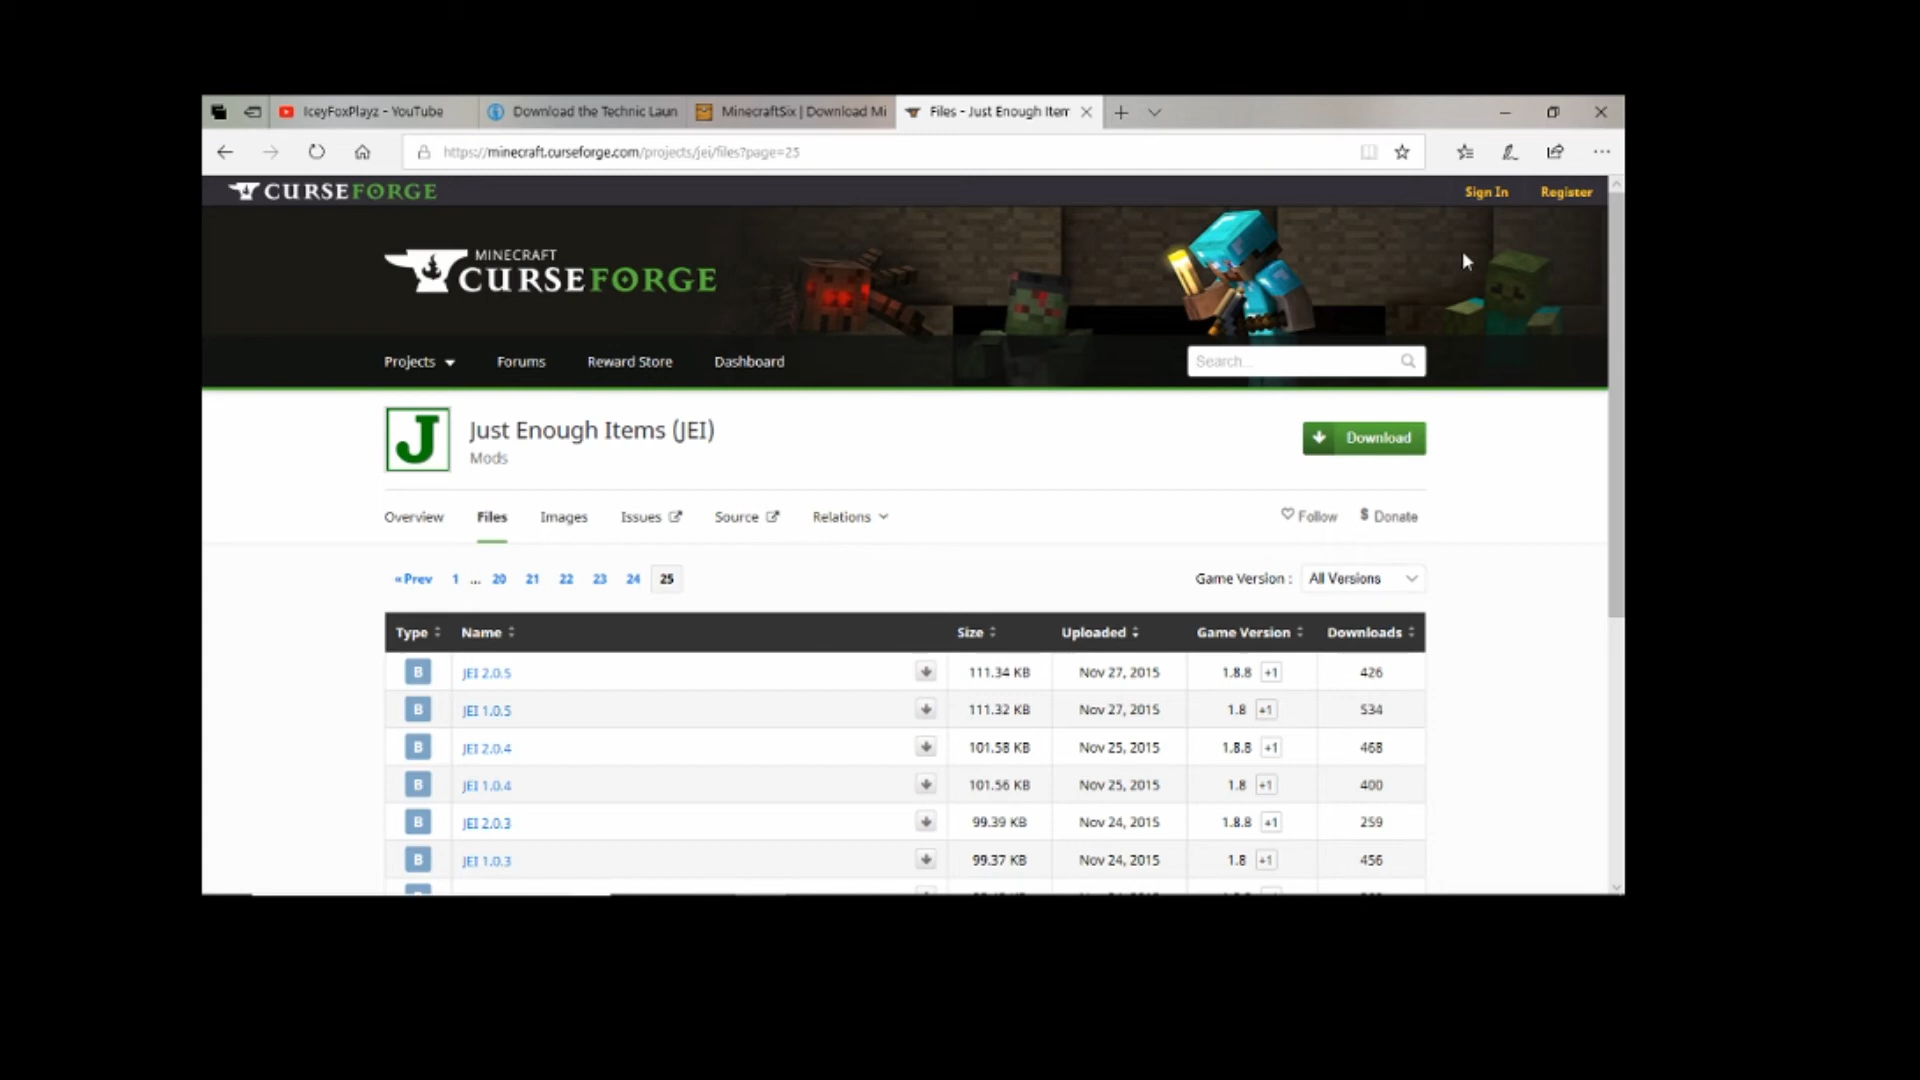 IceyFoxPlayz - YouTube
Download the Technic Laun
MinecraftSix | Download Mi
Files - Just Enough Item
https://minecraft.curseforge.com/projects/jei/files?page=25
CURSEFORGE
Sign In Register
MINECRAFT
CURSEFORGE
Projects Forums Reward Store Dashboard
Search...
J
Just Enough Items (JEI)
Mods
Download
Overview Files Images Issues Source Relations
Follow $ Donate
«Prev 1 ... 20 21 22 23 24 25
Game Version : All Versions
Type Name Size Uploaded Game Version Downloads
B JEI 2.0.5 111.34 KB Nov 27, 2015 1.8.8 +1 426
B JEI 1.0.5 111.32 KB Nov 27, 2015 1.8 +1 534
B JEI 2.0.4 101.58 KB Nov 25, 2015 1.8.8 +1 468
B JEI 1.0.4 101.56 KB Nov 25, 2015 1.8 +1 400
B JEI 2.0.3 99.39 KB Nov 24, 2015 1.8.8 +1 259
B JEI 1.0.3 99.37 KB Nov 24, 2015 1.8 +1 456